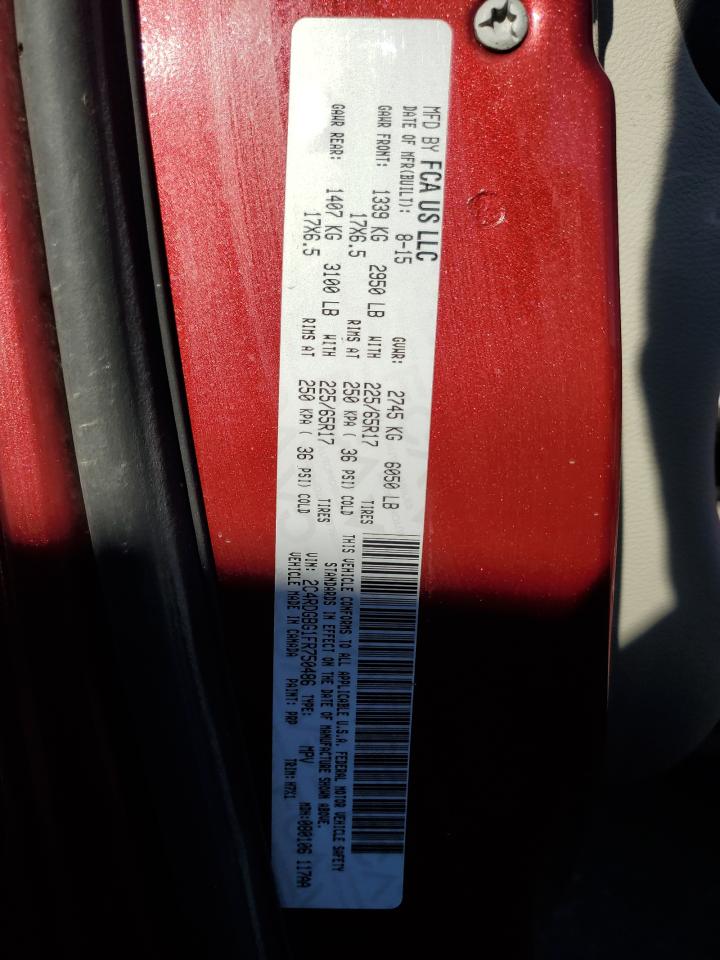 MFD BY FCA US LLC
DATE OF MFR(BUILT): 8-15 GVWR: 2745 KG 6050 LB
GAWR FRONT: 1339 KG 2950 LB WITH 225/65R17 TIRES
17X6.5 RIMS AT 250 KPA ( 36 PSI) COLD
GAWR REAR: 1407 KG 3100 LB WITH 225/65R17 TIRES
17X6.5 RIMS AT 250 KPA ( 36 PSI) COLD
THIS VEHICLE CONFORMS TO ALL APPLICABLE U.S.A. FEDERAL MOTOR VEHICLE SAFETY
STANDARDS IN EFFECT ON THE DATE OF MANUFACTURE SHOWN ABOVE.
VIN: 2C4RDGBG1FR750486 TYPE: MPV MDH:080106 117AA
VEHICLE MADE IN CANADA PAINT: PRP TRIM: